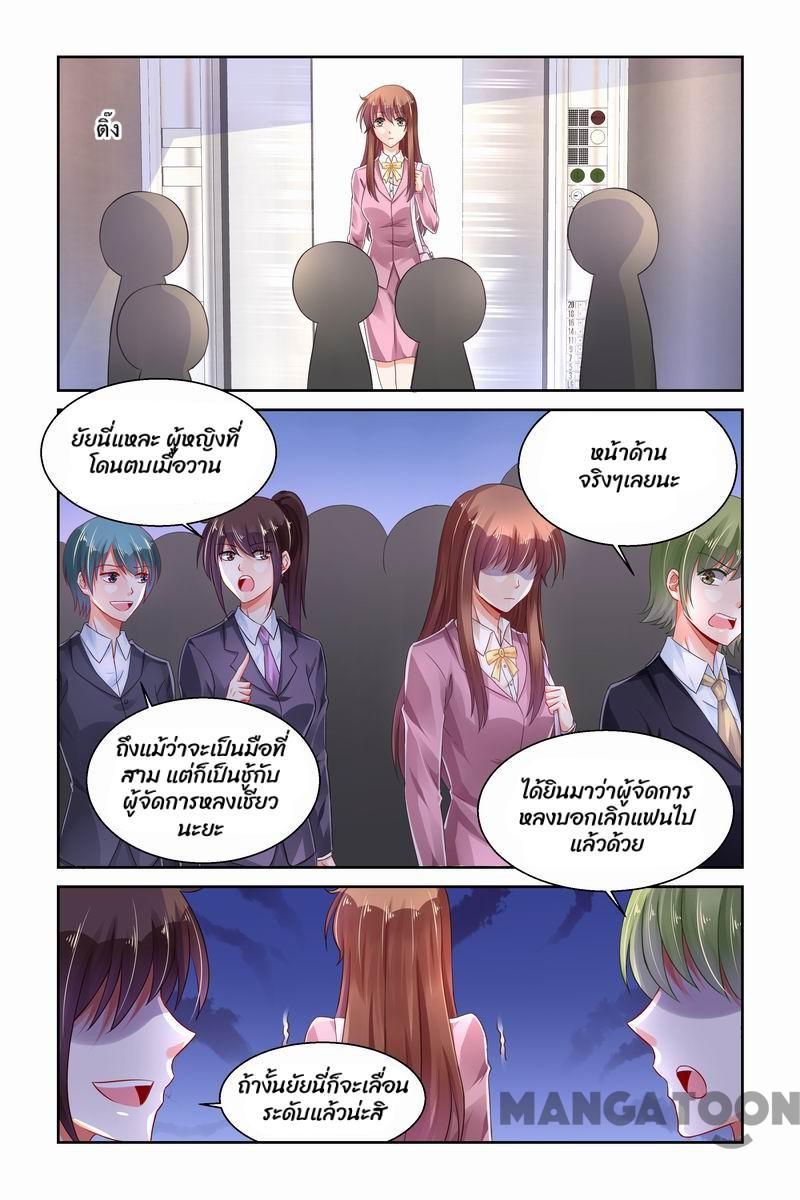 ติ๊ง
ยัยนี่แหละ ผู้หญิงที่
โดนตบเมื่อวาน
หน้าด้าน
จริงๆเลยนะ
ถึงแม้ว่าจะเป็นมือที่
สาม แต่ก็เป็นชู้กับ
ผู้จัดการหลงเชียว
นะยะ
ได้ยินมาว่าผู้จัดการ
หลงบอกเลิกแฟนไป
แล้วด้วย
ถ้างั้นยัยนี่ก็จะเลื่อน
ระดับแล้วน่ะสิ
MANGATOON